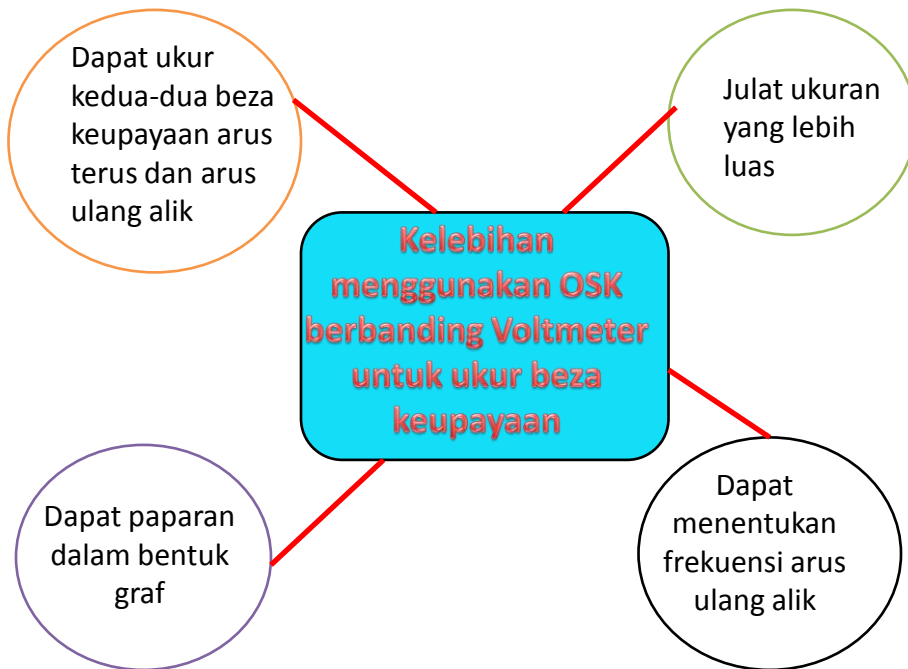 Dapat ukur
kedua-dua beza
keupayaan arus
terus dan arus
ulang alik
Julat ukuran
yang lebih
luas
Kelebihan
menggunakan OSK
berbanding Voltmeter
untuk ukur beza
keupayaan
Dapat paparan
dalam bentuk
graf
Dapat
menentukan
frekuensi arus
ulang alik